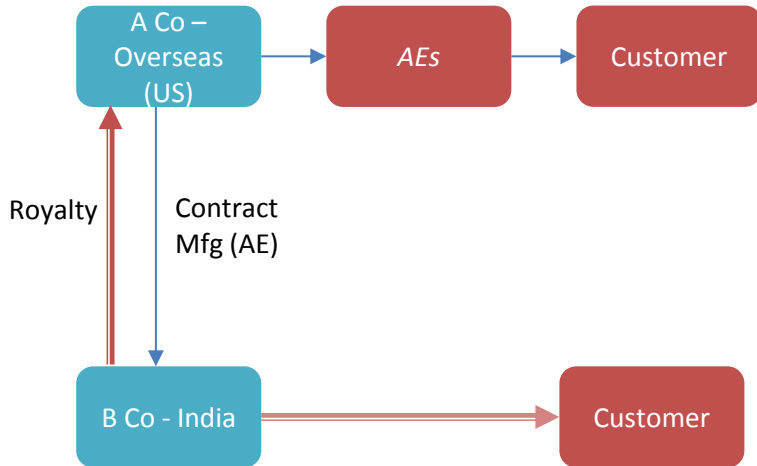 A Co –
Overseas
(US)
AEs
Customer
Royalty
Contract
Mfg (AE)
B Co - India
Customer